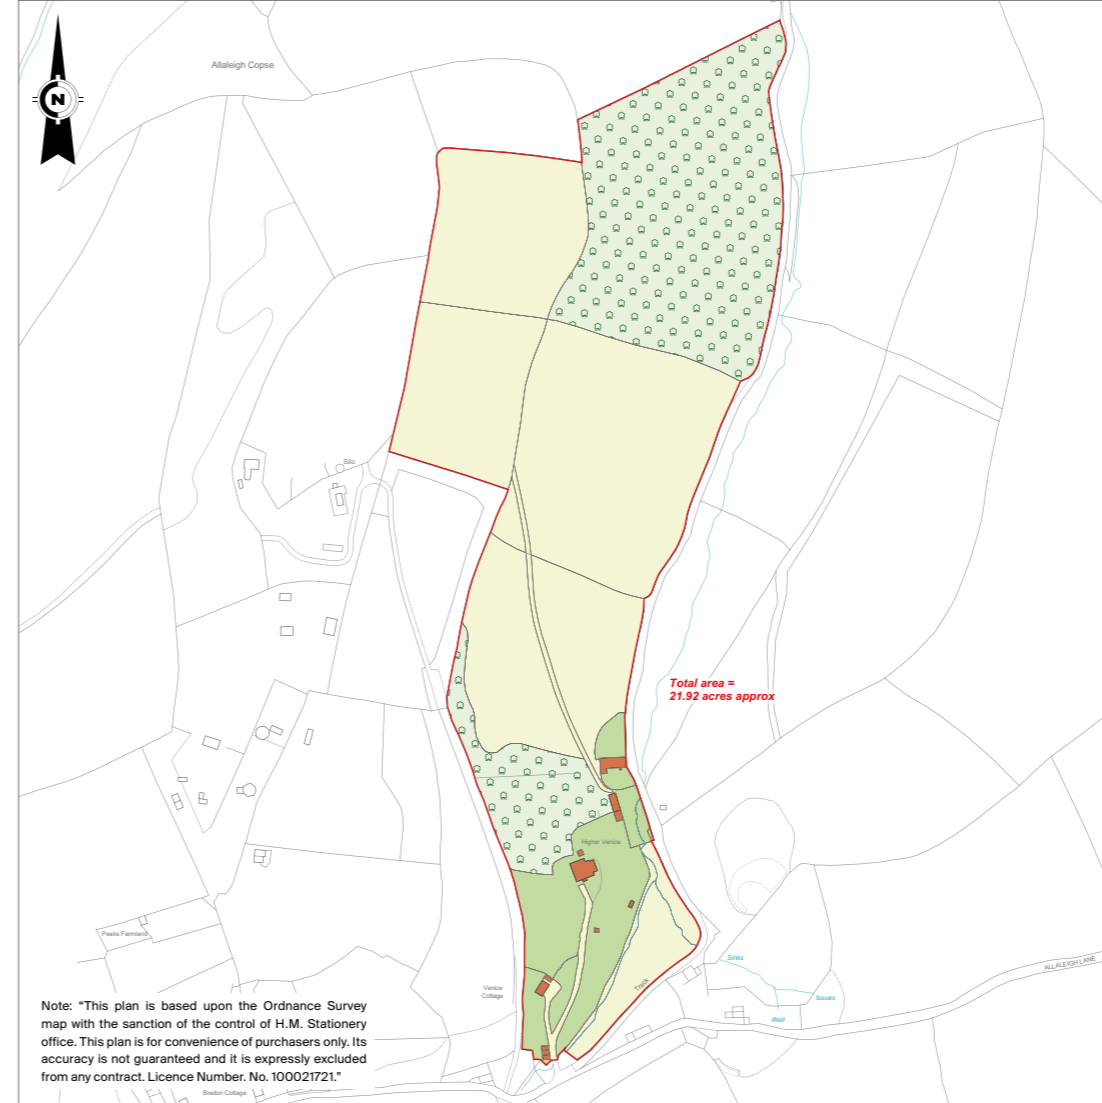 Allaleigh Copse
N
Silo
Total area =
21.92 acres approx
Higher Venice
Peeks Farmland
Venice
Cottage
Track
Sinks
Issues
Well
ALLALEIGH LANE
Note: “This plan is based upon the Ordnance Survey
map with the sanction of the control of H.M. Stationery
office. This plan is for convenience of purchasers only. Its
accuracy is not guaranteed and it is expressly excluded
from any contract. Licence Number. No. 100021721.”
Bredon Cottage